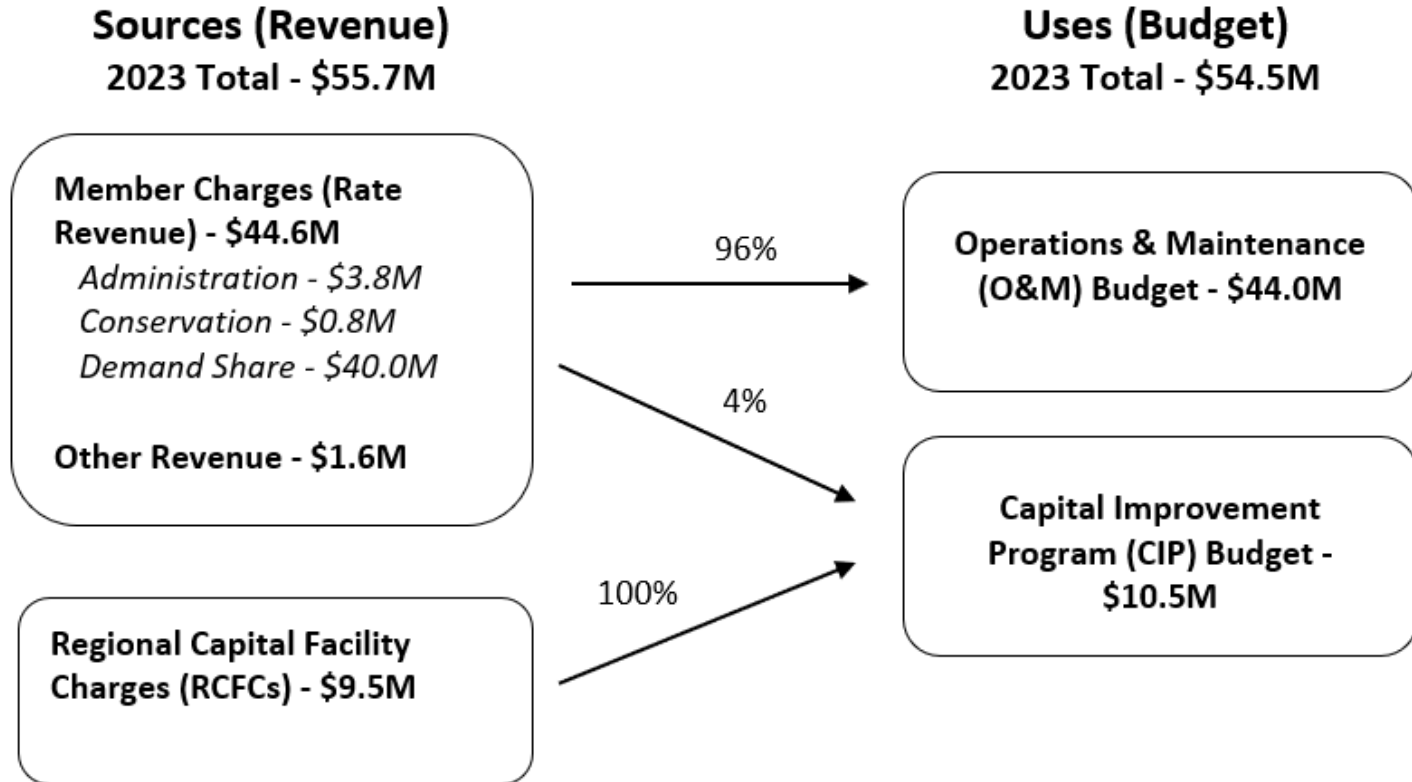 Sources (Revenue)
2023 Total - $55.7M
Member Charges (Rate
Revenue) - $44.6M
Administration - $3.8M
Conservation - $0.8M
Demand Share - $40.0M
Other Revenue - $1.6M
Regional Capital Facility
Charges (RCFCs) - $9.5M
96%
4%
100%
Uses (Budget)
2023 Total - $54.5M
Operations & Maintenance
(O&M) Budget - $44.0M
Capital Improvement
Program (CIP) Budget -
$10.5M